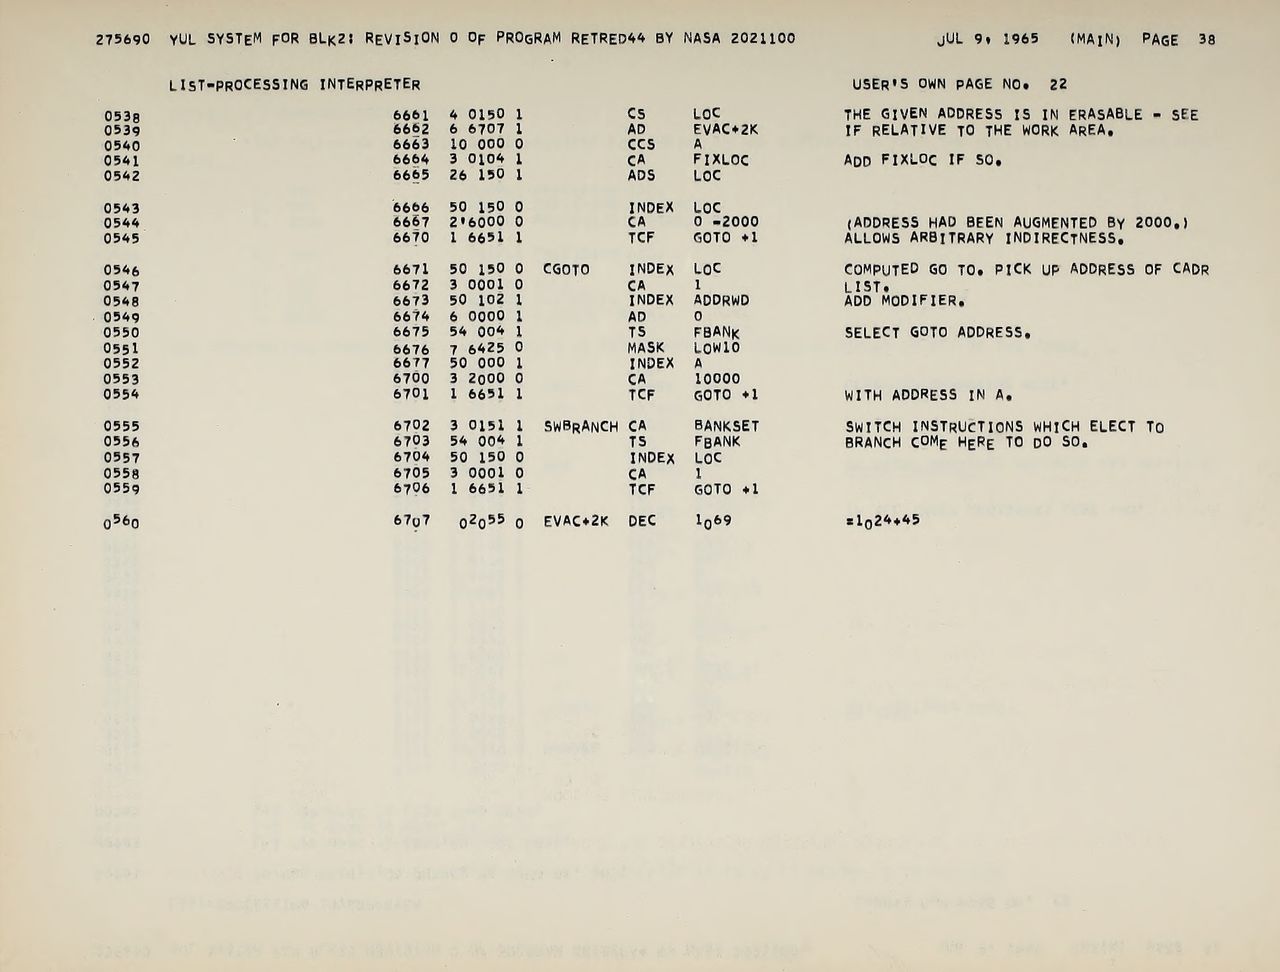 275690 YUL SYSTEM FOR BLK2: REVISION 0 OF PROGRAM RETRED44 BY NASA 2021100 JUL 9, 1965 (MAIN) PAGE 38
LIST-PROCESSING INTERPRETER USER'S OWN PAGE NO. 22
0538 6661 4 0150 1 CS LOC THE GIVEN ADDRESS IS IN ERASABLE - SEE
0539 6662 6 6707 1 AD EVAC+2K IF RELATIVE TO THE WORK AREA.
0540 6663 10 000 0 CCS A
0541 6664 3 0104 1 CA FIXLOC ADD FIXLOC IF SO.
0542 6665 26 150 1 ADS LOC
0543 6666 50 150 0 INDEX LOC
0544 6667 2'6000 0 CA 0 -2000 (ADDRESS HAD BEEN AUGMENTED BY 2000.)
0545 6670 1 6651 1 TCF GOTO +1 ALLOWS ARBITRARY INDIRECTNESS.
0546 6671 50 150 0 CGOTO INDEX LOC COMPUTED GO TO. PICK UP ADDRESS OF CADR
0547 6672 3 0001 0 CA 1 LIST.
0548 6673 50 102 1 INDEX ADDRWD ADD MODIFIER.
0549 6674 6 0000 1 AD 0
0550 6675 54 004 1 TS FBANK SELECT GOTO ADDRESS.
0551 6676 7 6425 0 MASK LOW10
0552 6677 50 000 1 INDEX A
0553 6700 3 2000 0 CA 10000
0554 6701 1 6651 1 TCF GOTO +1 WITH ADDRESS IN A.
0555 6702 3 0151 1 SWBRANCH CA BANKSET SWITCH INSTRUCTIONS WHICH ELECT TO
0556 6703 54 004 1 TS FBANK BRANCH COME HERE TO DO SO.
0557 6704 50 150 0 INDEX LOC
0558 6705 3 0001 0 CA 1
0559 6706 1 6651 1 TCF GOTO +1
0560 6707 02055 0 EVAC+2K DEC 1069 =1024+45